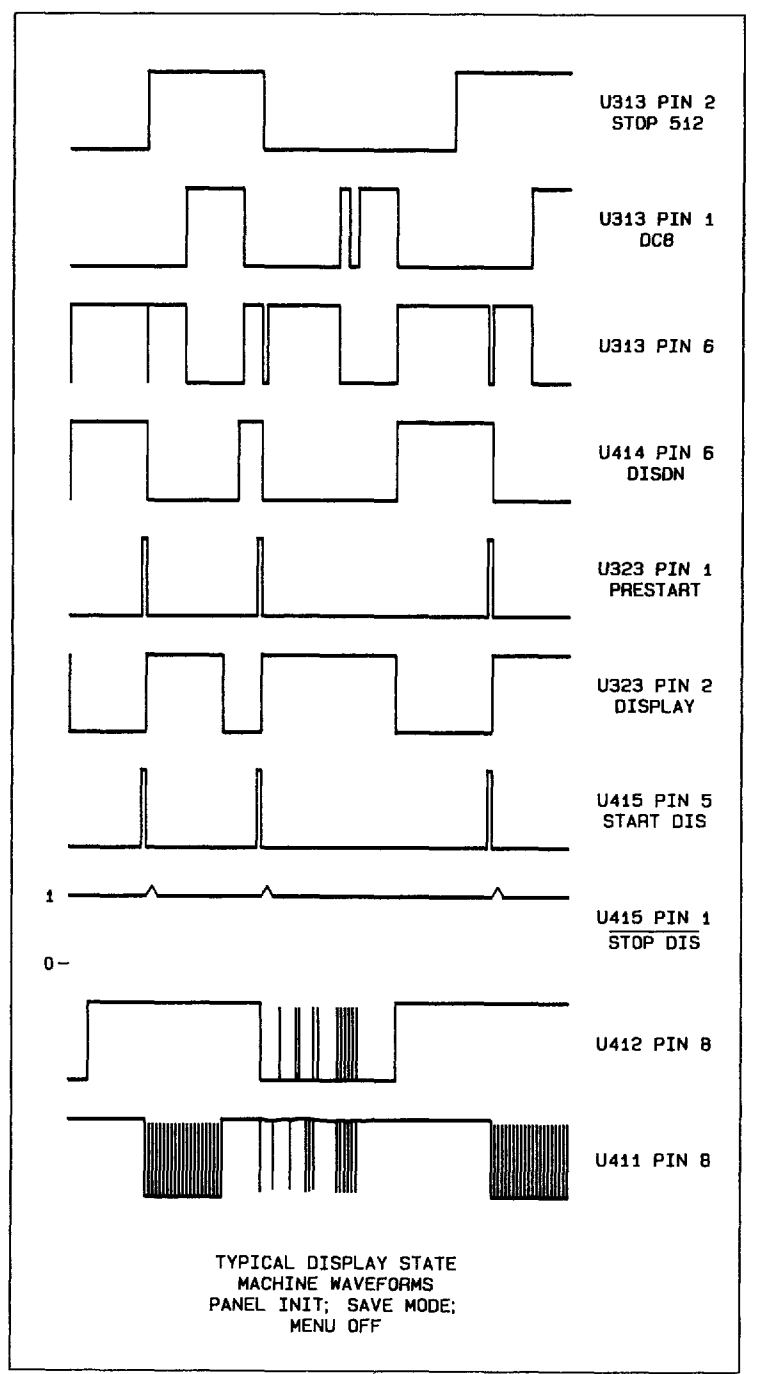 U313 PIN 2
STOP 512
U313 PIN 1
DC8
U313 PIN 6
U414 PIN 6
DISDN
U323 PIN 1
PRESTART
U323 PIN 2
DISPLAY
U415 PIN 5
START DIS
1
U415 PIN 1
STOP DIS
0-
U412 PIN 8
U411 PIN 8
TYPICAL DISPLAY STATE
MACHINE WAVEFORMS
PANEL INIT; SAVE MODE;
MENU OFF